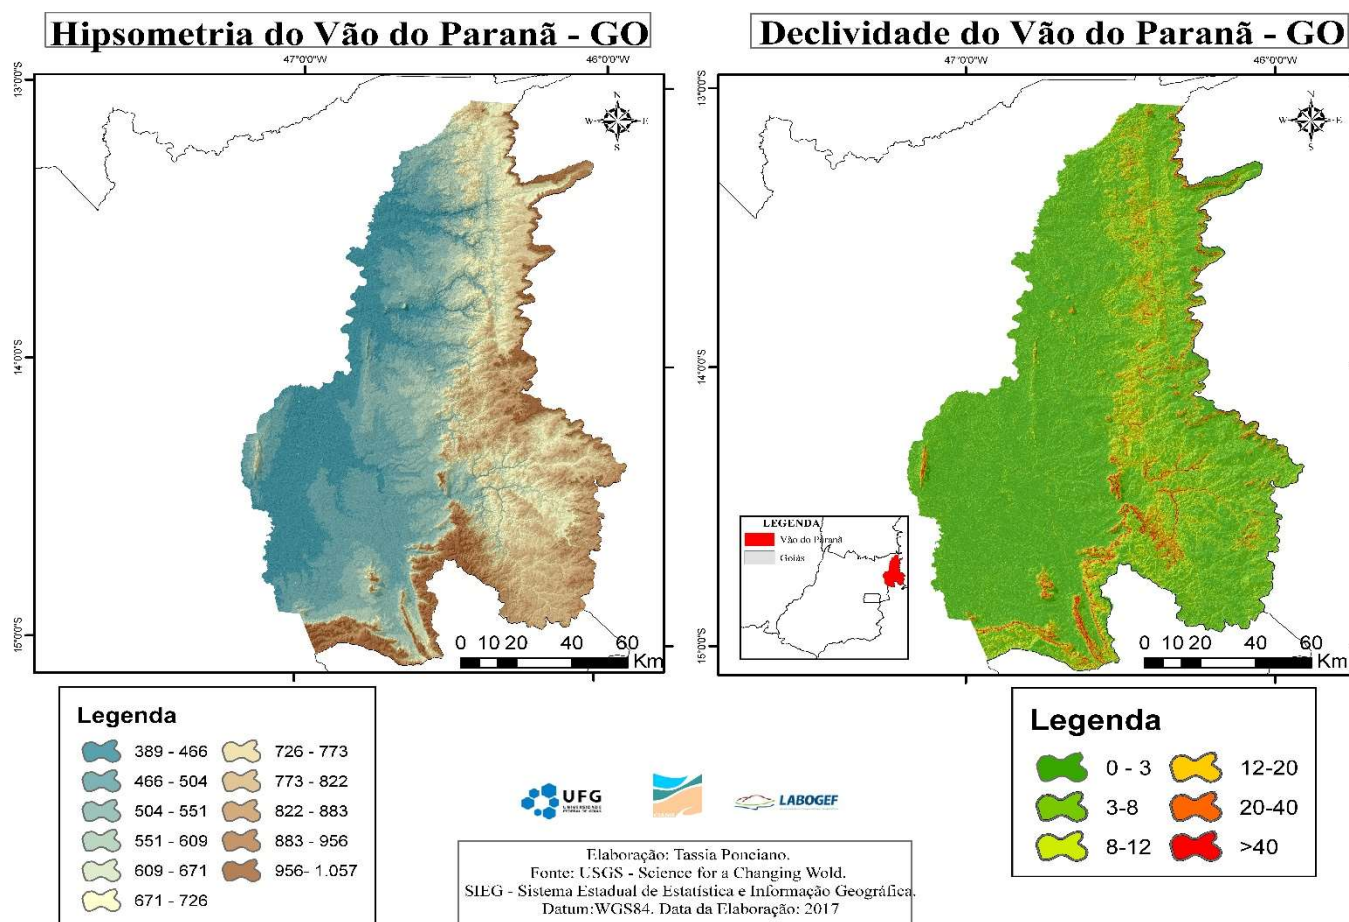 Hipsometria do Vão do Paranã - GO
47°0'0"S
46°0'0"S
13°0'0"S
14°0'0"S
15°0'0"S
N
W
E
S
0 10 20 40 60
Km
Legenda
389 - 466
466 - 504
504 - 551
551 - 609
609 - 671
671 - 726
726 - 773
773 - 822
822 - 883
883 - 956
956- 1.057
Declividade do Vão do Paranã - GO
47°0'0"S
46°0'0"S
13°0'0"S
14°0'0"S
15°0'0"S
N
W
E
S
LEGENDA
Vão do Paranã
Goiás
0 10 20 40 60
Km
Legenda
0 - 3
3-8
8-12
12-20
20-40
>40
UFG
UNIVERSIDADE
FEDERAL DE GOIÁS
LABOGEF
Elaboração: Tassia Ponciano.
Fonte: USGS - Science for a Changing Wold.
SIEG - Sistema Estadual de Estatística e Informação Geográfica.
Datum:WGS84. Data da Elaboração: 2017